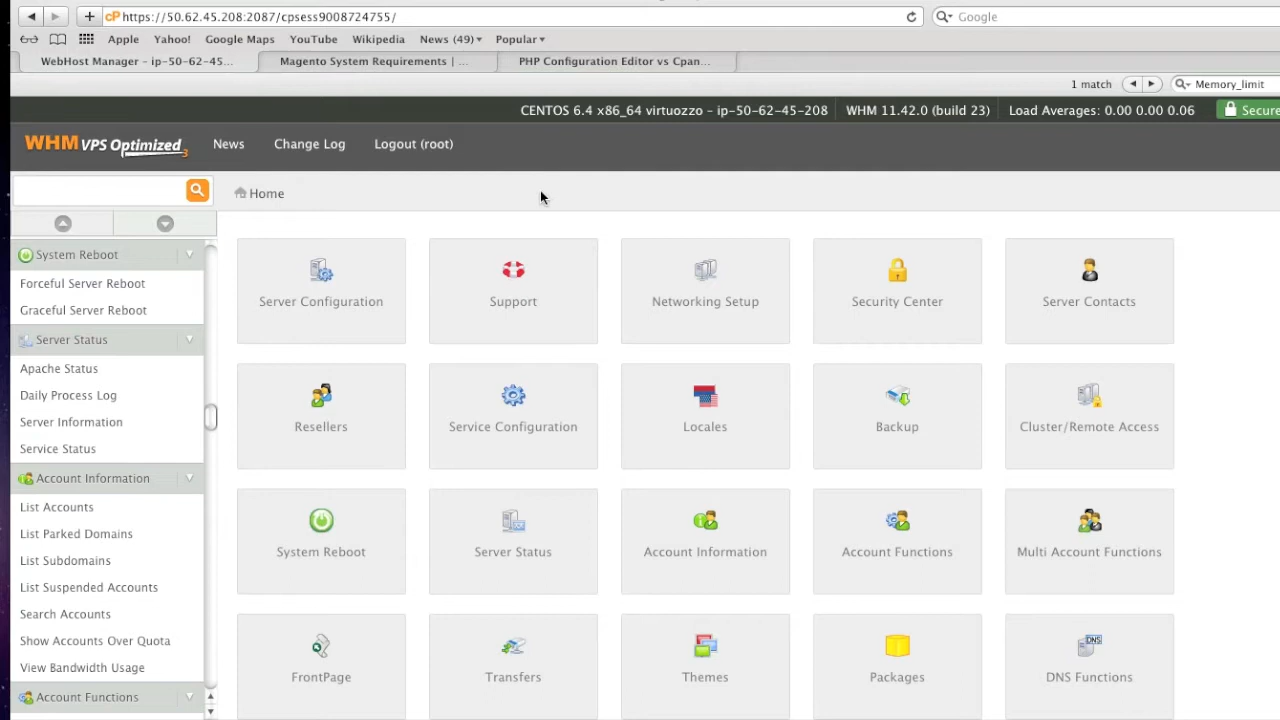 cP https://50.62.45.208:2087/cpsess9008724755/
Google
Apple Yahoo! Google Maps YouTube Wikipedia News (49) Popular
WebHost Manager - ip-50-62-45... Magento System Requirements | ... PHP Configuration Editor vs Cpan...
1 match Memory_limit
CENTOS 6.4 x86_64 virtuozzo - ip-50-62-45-208 WHM 11.42.0 (build 23) Load Averages: 0.00 0.00 0.06 Secure
WHM VPS Optimized 3 News Change Log Logout (root)
Home
System Reboot
Forceful Server Reboot
Graceful Server Reboot
Server Status
Apache Status
Daily Process Log
Server Information
Service Status
Account Information
List Accounts
List Parked Domains
List Subdomains
List Suspended Accounts
Search Accounts
Show Accounts Over Quota
View Bandwidth Usage
Account Functions
Server Configuration Support Networking Setup Security Center Server Contacts
Resellers Service Configuration Locales Backup Cluster/Remote Access
System Reboot Server Status Account Information Account Functions Multi Account Functions
DNS
FrontPage Transfers Themes Packages DNS Functions